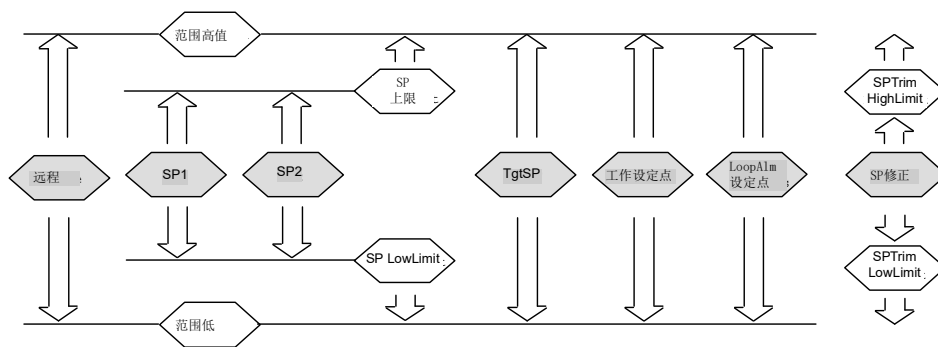 范围高值
SP
上限
SPTrim
HighLimit
远程
SP1
SP2
TgtSP
工作设定点
LoopAlm
设定点
SP修正
SP LowLimit
SPTrim
LowLimit
范围低